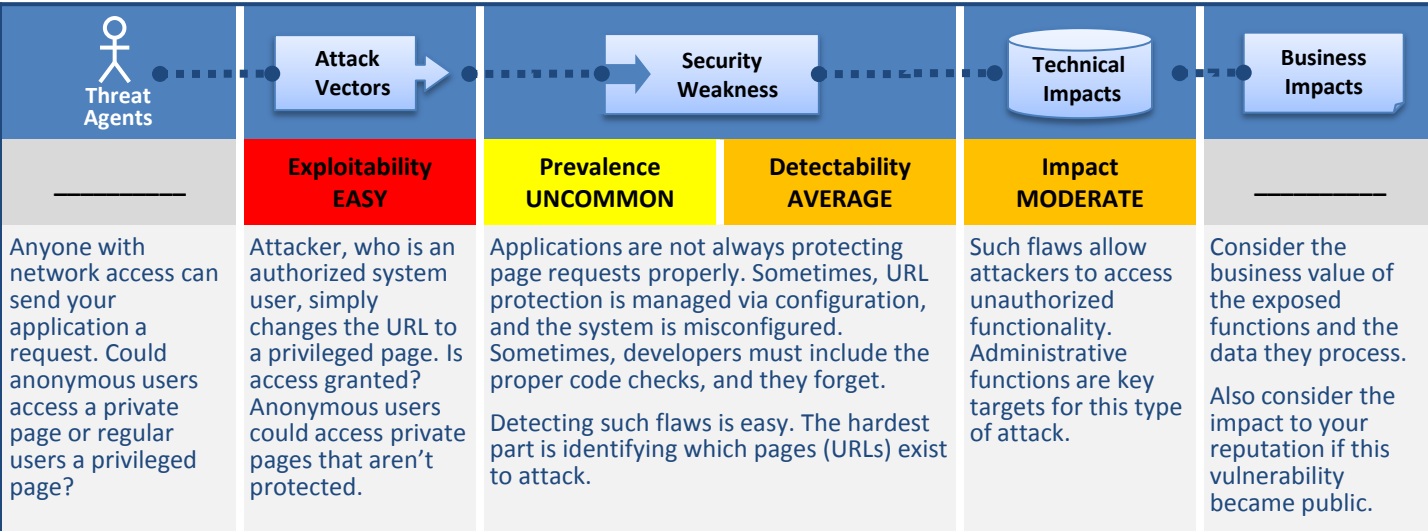 Threat
Agents
Attack
Vectors
Security
Weakness
Technical
Impacts
Business
Impacts
__________
Exploitability
EASY
Prevalence
UNCOMMON
Detectability
AVERAGE
Impact
MODERATE
__________
Anyone with
network access can
send your
application a
request. Could
anonymous users
access a private
page or regular
users a privileged
page?
Attacker, who is an
authorized system
user, simply
changes the URL to
a privileged page. Is
access granted?
Anonymous users
could access private
pages that aren’t
protected.
Applications are not always protecting
page requests properly. Sometimes, URL
protection is managed via configuration,
and the system is misconfigured.
Sometimes, developers must include the
proper code checks, and they forget.
Detecting such flaws is easy. The hardest
part is identifying which pages (URLs) exist
to attack.
Such flaws allow
attackers to access
unauthorized
functionality.
Administrative
functions are key
targets for this type
of attack.
Consider the
business value of
the exposed
functions and the
data they process.
Also consider the
impact to your
reputation if this
vulnerability
became public.